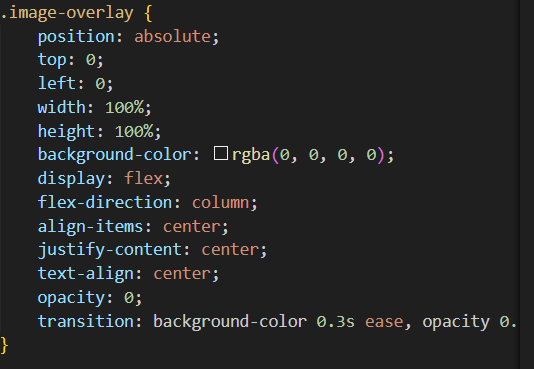 .image-overlay {
position: absolute;
top: 0;
left: 0;
width: 100%;
height: 100%;
background-color: rgba(0, 0, 0, 0);
display: flex;
flex-direction: column;
align-items: center;
justify-content: center;
text-align: center;
opacity: 0;
transition: background-color 0.3s ease, opacity 0.
}